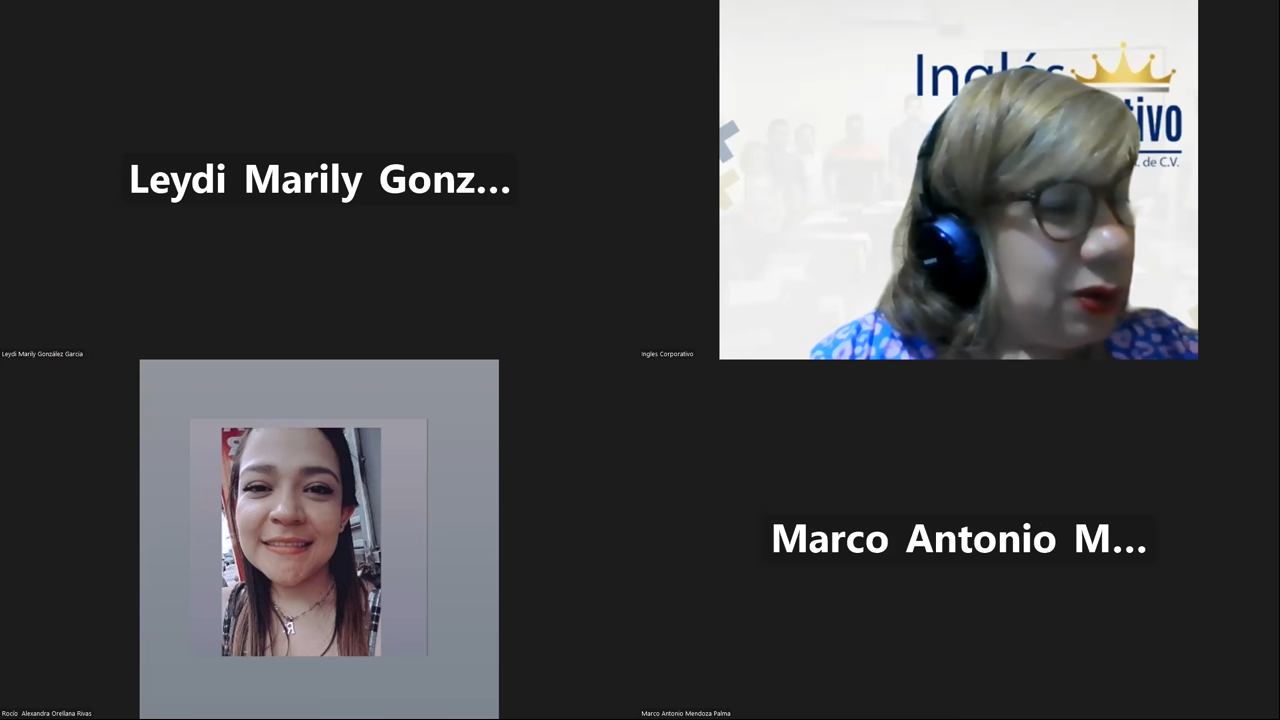 Leydi Marily Gonz...
Leydi Marily González Garcia
Inglés
tivo
. de C.V.
Ingles Corporativo
Rocío Alexandra Orellana Rivas
Marco Antonio M...
Marco Antonio Mendoza Palma